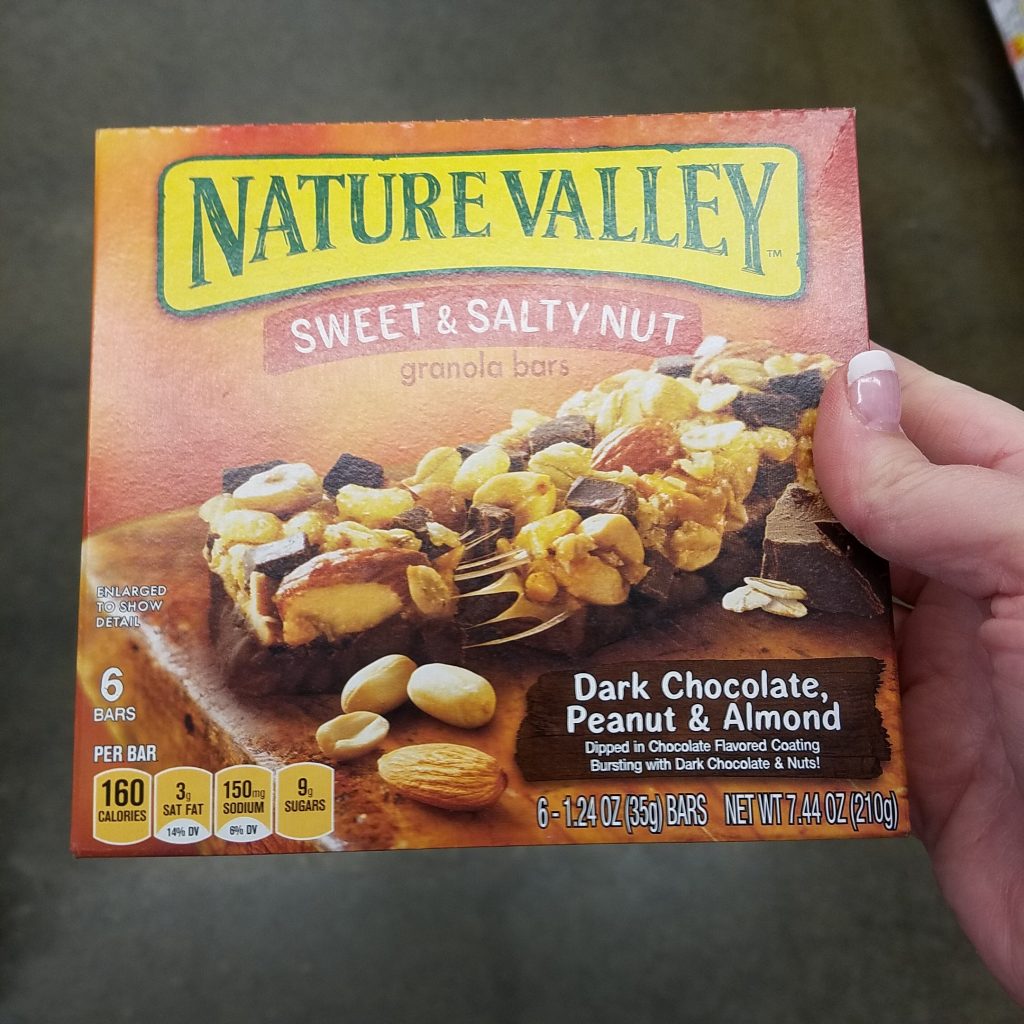 NATURE VALLEY™
SWEET & SALTY NUT
granola bars
ENLARGED
TO SHOW
DETAIL
6
BARS
PER BAR
160
CALORIES
3g
SAT FAT
14% DV
150mg
SODIUM
6% DV
9g
SUGARS
Dark Chocolate,
Peanut & Almond
Dipped in Chocolate Flavored Coating
Bursting with Dark Chocolate & Nuts!
6 - 1.24 OZ (35g) BARS NET WT 7.44 OZ (210g)